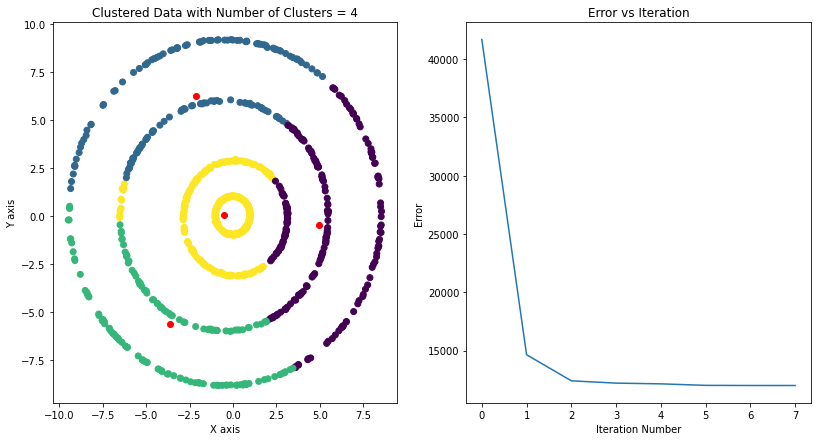 Clustered Data with Number of Clusters = 4
10.0
7.5
5.0
2.5
0.0
−2.5
−5.0
−7.5
Y axis
−10.0 −7.5 −5.0 −2.5 0.0 2.5 5.0 7.5
X axis
Error vs Iteration
40000
35000
30000
25000
20000
15000
Error
0 1 2 3 4 5 6 7
Iteration Number